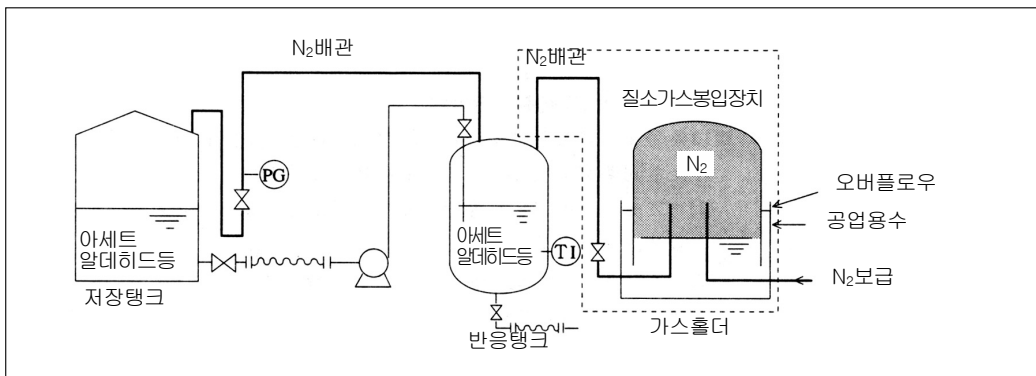 N₂배관
N₂배관
질소가스봉입장치
N₂
PG
오버플로우
공업용수
아세트
알데히드등
아세트
알데히드등
TI
N₂보급
저장탱크
반응탱크
가스홀더